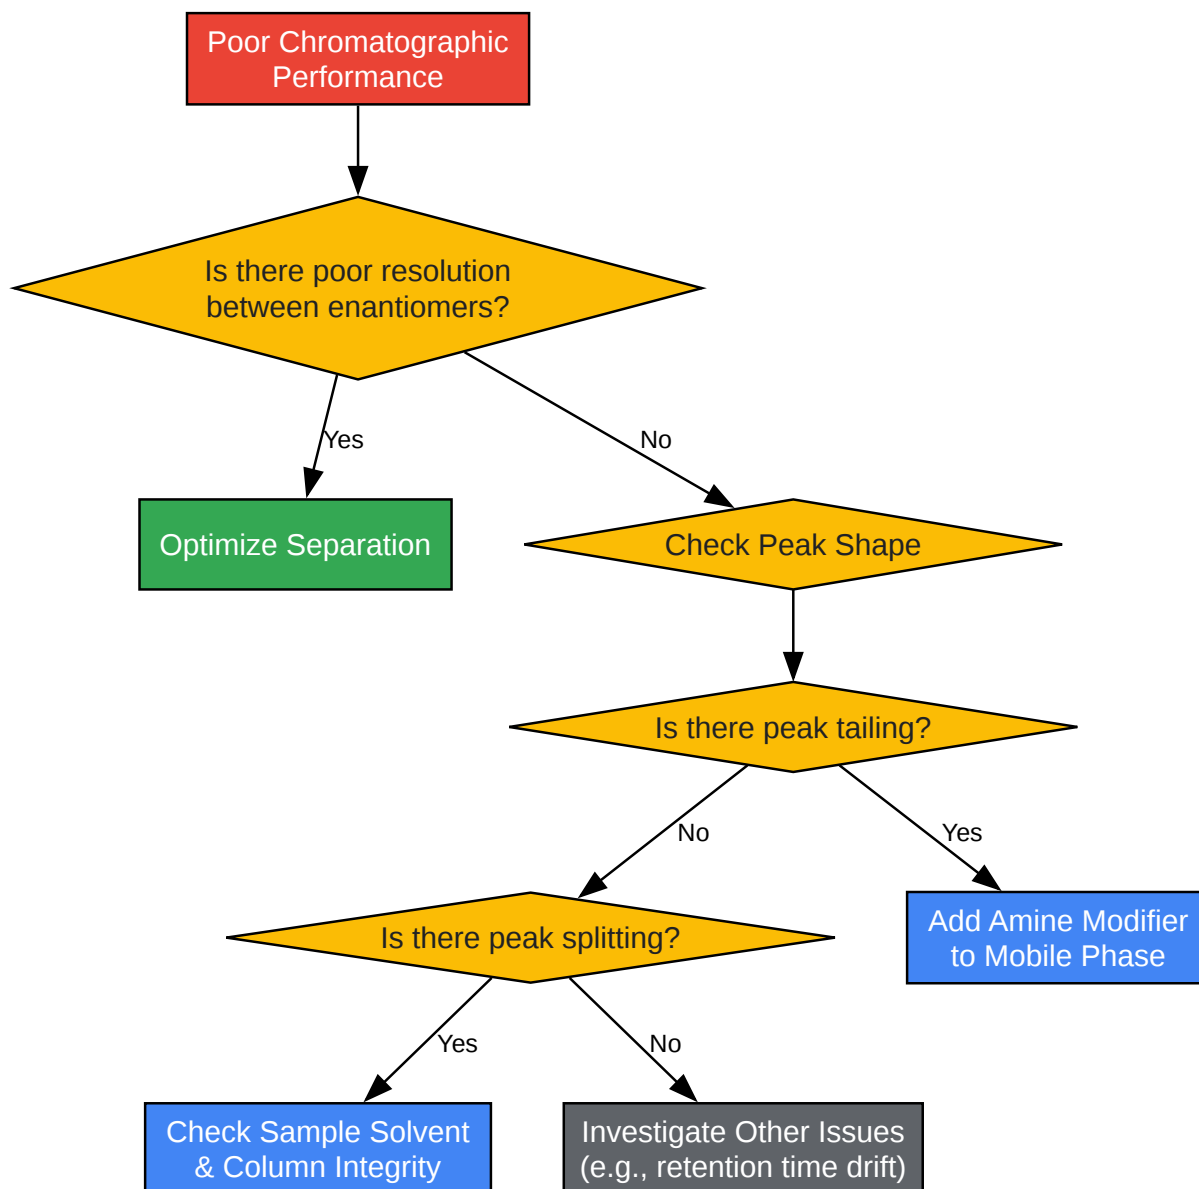 Poor Chromatographic
Performance
Is there poor resolution
between enantiomers?
Yes
No
Optimize Separation
Check Peak Shape
Is there peak tailing?
No
Yes
Is there peak splitting?
Add Amine Modifier
to Mobile Phase
Yes
No
Check Sample Solvent
& Column Integrity
Investigate Other Issues
(e.g., retention time drift)